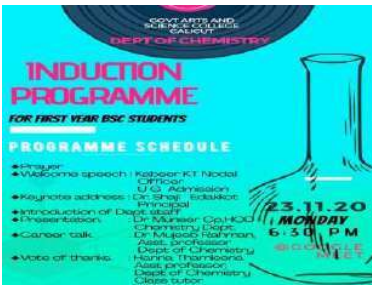 GOVT ARTS AND
SCIENCE COLLEGE
CALICUT
DEPT OF CHEMISTRY
INDUCTION
PROGRAMME
FOR FIRST YEAR BSC STUDENTS
PROGRAMME SCHEDULE
Prayer
Welcome speech : Kabeer KT Nodal
Officer
U G Admission
Keynote address : Dr. Shaji Edakkot
Principal
Introduction of Dept staff
Presentation Dr Muneer Cp,HOD
Chemistry Dept.
Career talk Dr Mujeeb Rahman,
Asst. professor
Dept of Chemistry
Vote of thanks Hanna Thamkeena
Asst professor,
Dept of Chemistry
Class tutor
23.11.20
MONDAY
6:30 PM
@GOOGLE
MEET